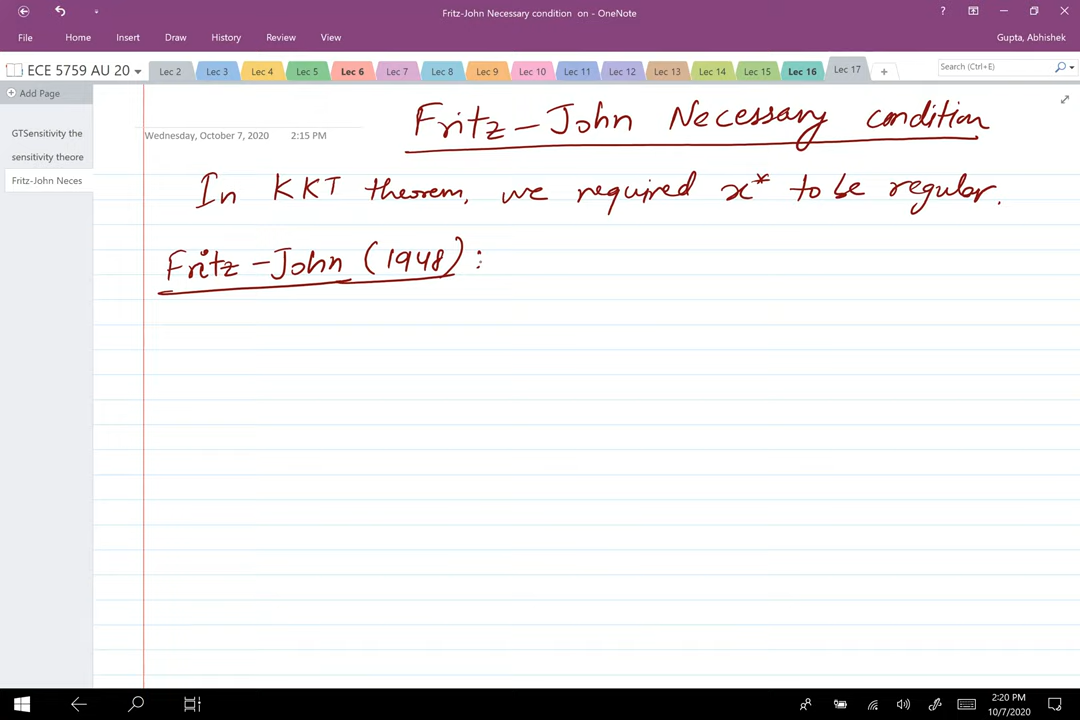 Fritz-John Necessary condition on - OneNote
?
Gupta, Abhishek
File Home Insert Draw History Review View
ECE 5759 AU 20
Lec 2 Lec 3 Lec 4 Lec 5 Lec 6 Lec 7 Lec 8 Lec 9 Lec 10 Lec 11 Lec 12 Lec 13 Lec 14 Lec 15 Lec 16 Lec 17 +
Search (Ctrl+E)
Add Page
GTSensitivity the
sensitivity theore
Fritz-John Neces
Wednesday, October 7, 2020 2:15 PM
Fritz-John Necessary condition
In KKT theorem, we required x* to be regular.
Fritz-John (1948):
2:20 PM
10/7/2020